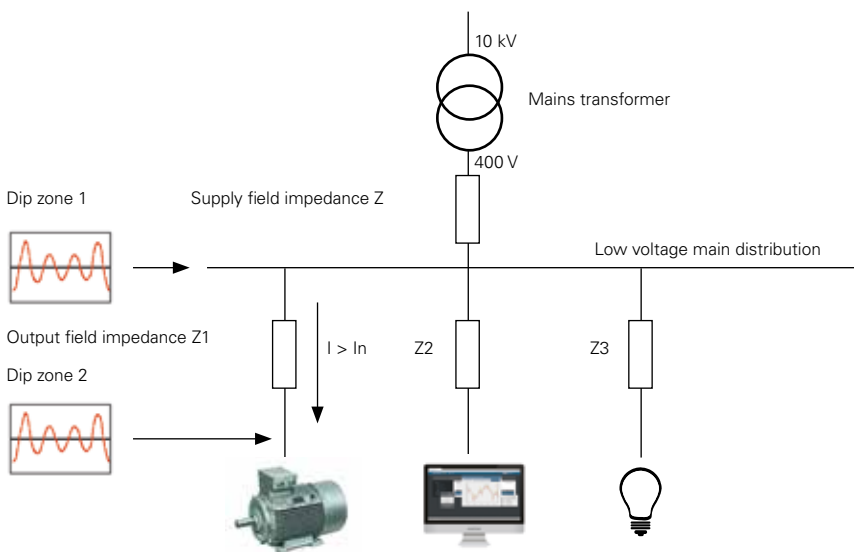 10 kV
Mains transformer
400 V
Dip zone 1
Supply field impedance Z
Low voltage main distribution
Output field impedance Z1
I > In
Z2
Z3
Dip zone 2